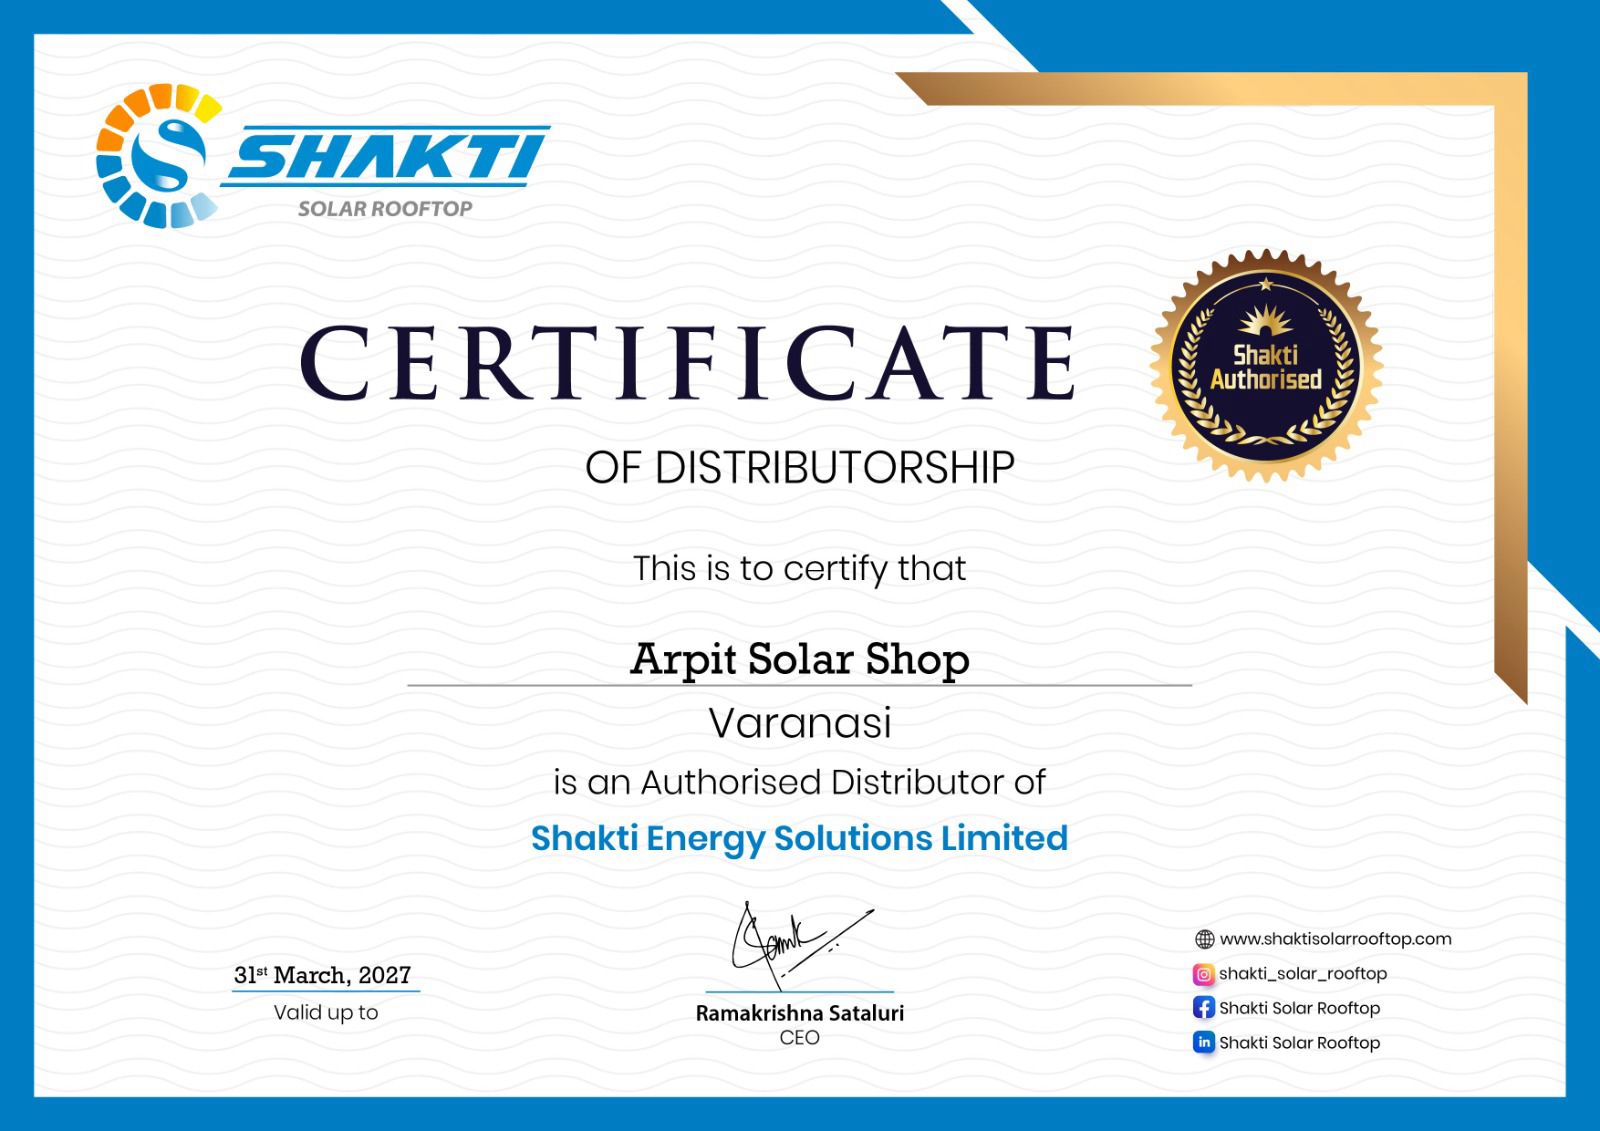 SHAKTI
SOLAR ROOFTOP
CERTIFICATE
OF DISTRIBUTORSHIP
Shakti
Authorised
This is to certify that
Arpit Solar Shop
Varanasi
is an Authorised Distributor of
Shakti Energy Solutions Limited
31st March, 2027
Valid up to
Ramakrishna Sataluri
CEO
www.shaktisolarrooftop.com
shakti_solar_rooftop
Shakti Solar Rooftop
Shakti Solar Rooftop